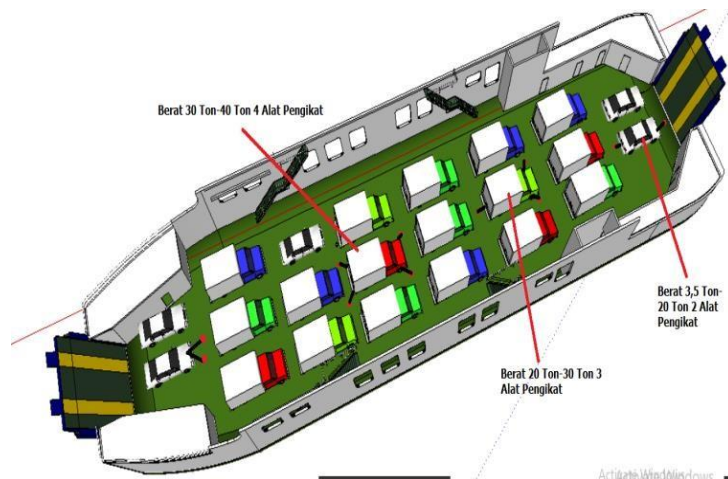 Berat 30 Ton-40 Ton 4 Alat Pengikat
Berat 3,5 Ton-
20 Ton 2 Alat
Pengikat
Berat 20 Ton-30 Ton 3
Alat Pengikat